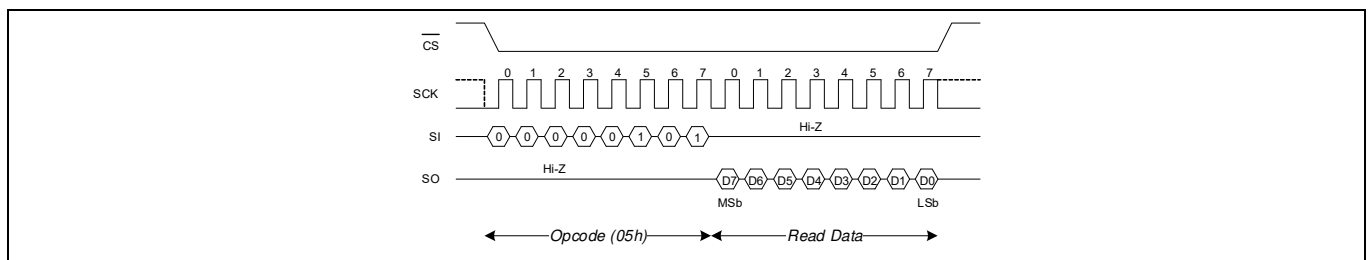 CS
0 1 2 3 4 5 6 7 0 1 2 3 4 5 6 7
SCK
SI 0 0 0 0 0 1 0 1 Hi-Z
SO Hi-Z D7 D6 D5 D4 D3 D2 D1 D0
MSb LSb
Opcode (05h) Read Data